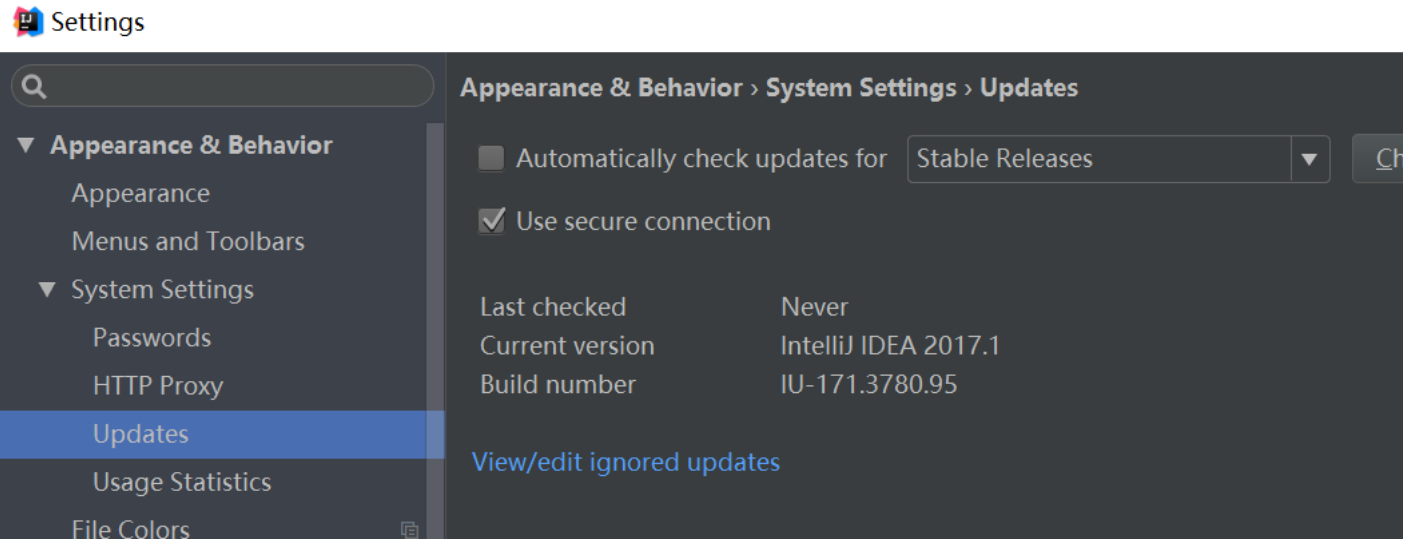 Settings
Appearance & Behavior › System Settings › Updates
Appearance & Behavior
Appearance
Menus and Toolbars
System Settings
Passwords
HTTP Proxy
Updates
Usage Statistics
File Colors
Automatically check updates for Stable Releases
Use secure connection
Last checked Never
Current version IntelliJ IDEA 2017.1
Build number IU-171.3780.95
View/edit ignored updates